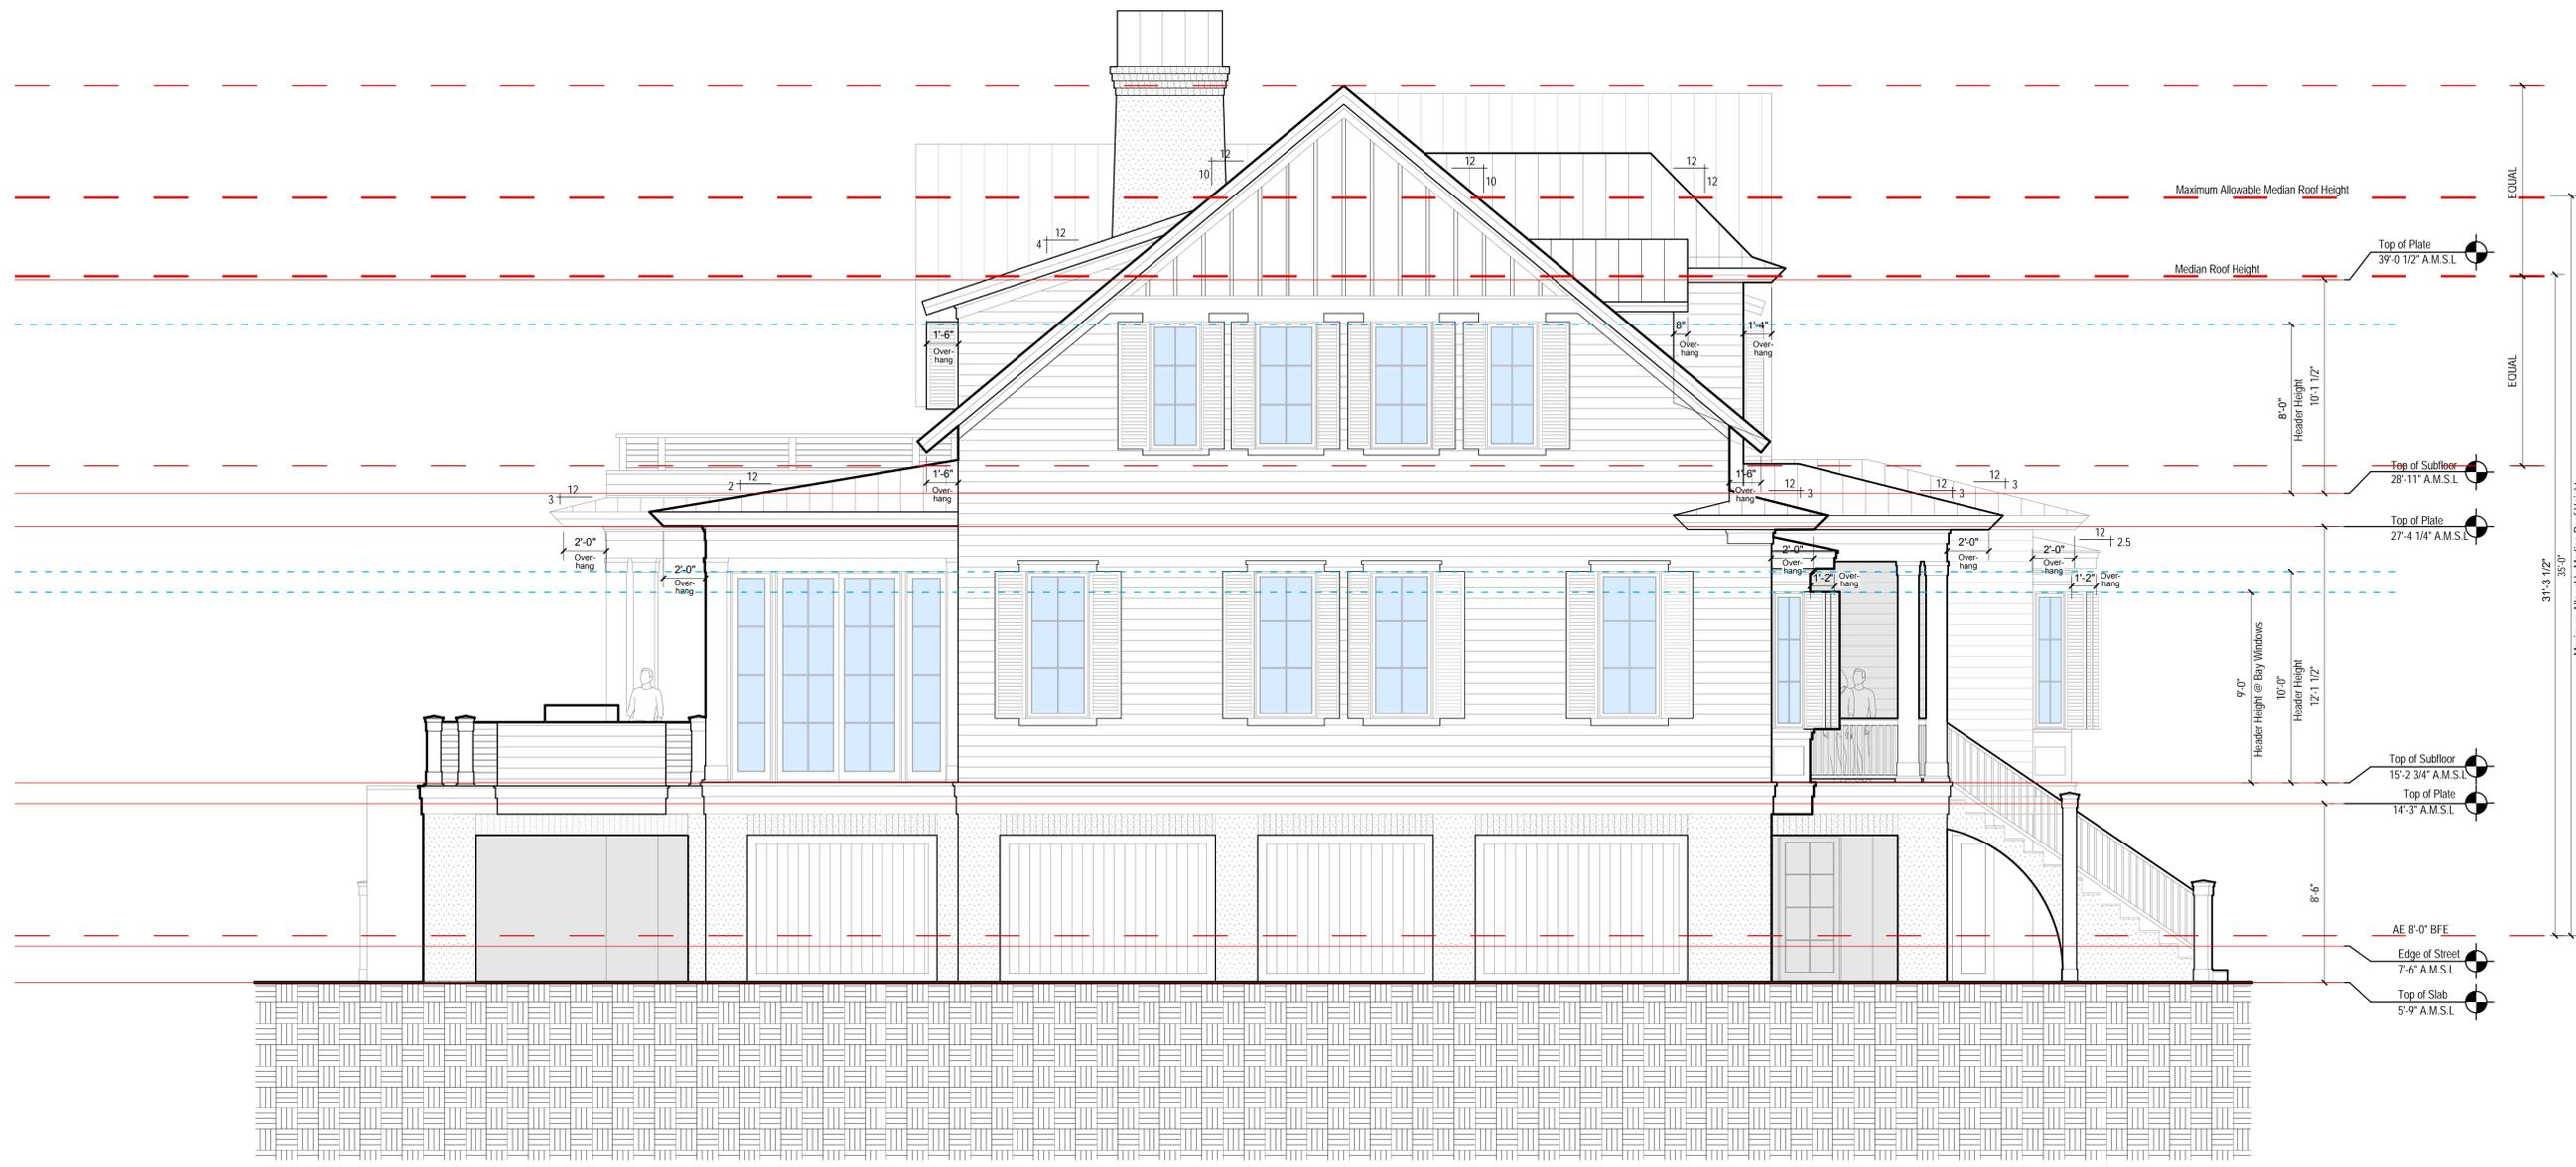 12
10
12
10
12
12
Maximum Allowable Median Roof Height
EQUAL
12
4
Top of Plate
39'-0 1/2" A.M.S.L
Median Roof Height
1'-6"
Over-
hang
8"
Over-
hang
1'-4"
Over-
hang
8'-0"
Header Height
10'-1 1/2"
EQUAL
Top of Subfloor
28'-11" A.M.S.L
1'-6"
Over-
hang
1'-6"
Over-
hang
12
3
12
2
12
3
12
3
12
3
Top of Plate
27'-4 1/4" A.M.S.L
2'-0"
Over-
hang
2'-0"
Over-
hang
2'-0"
Over-
hang
1'-2"
Over-
hang
2'-0"
Over-
hang
2'-0"
Over-
hang
12
2.5
1'-2"
Over-
hang
31'-3 1/2"
35'-0"
9'-0"
Header Height @ Bay Windows
10'-0"
Header Height
12'-1 1/2"
Top of Subfloor
15'-2 3/4" A.M.S.L
Top of Plate
14'-3" A.M.S.L
8'-6"
AE 8'-0" BFE
Edge of Street
7'-6" A.M.S.L
Top of Slab
5'-9" A.M.S.L